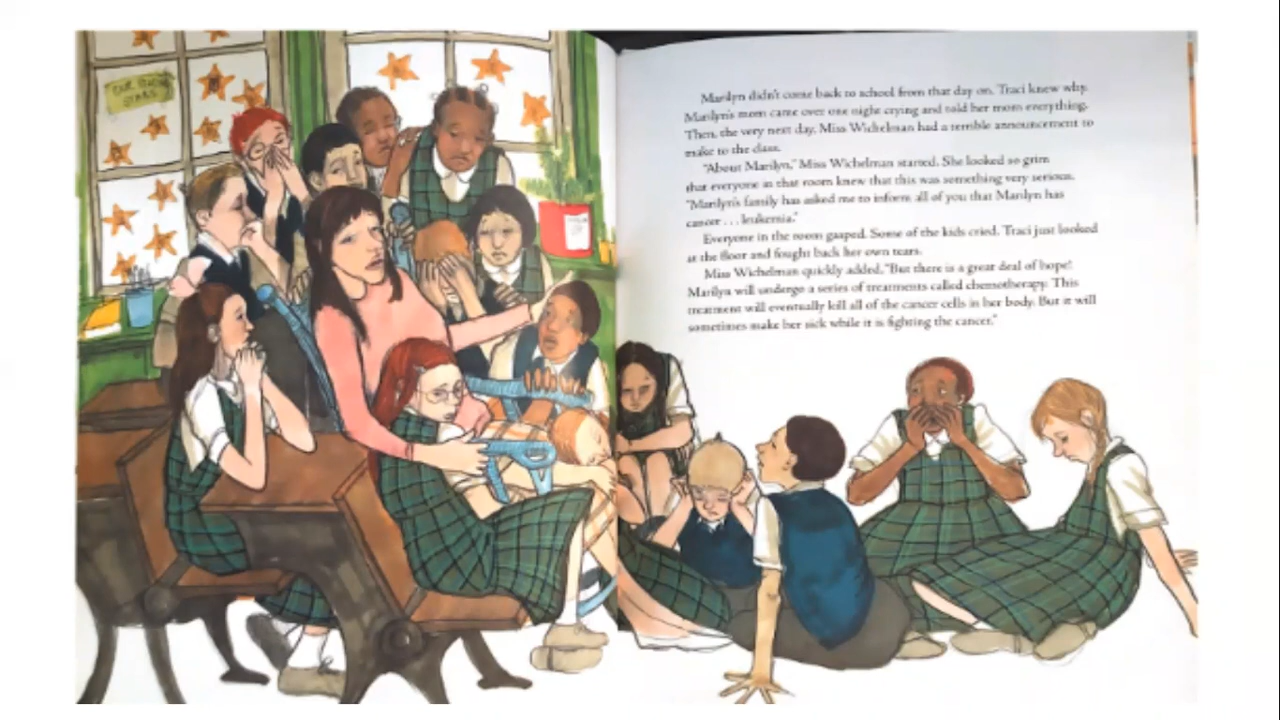 OUR
STARS
Marilyn didn't come back to school from that day on. Traci knew why.
Marilyn's mom came over one night crying and told her mom everything.
Then, the very next day, Miss Wichelman had a terrible announcement to
make to the class.
"About Marilyn," Miss Wichelman started. She looked so grim
that everyone in that room knew that this was something very serious.
"Marilyn's family has asked me to inform all of you that Marilyn has
cancer . . . leukemia."
Everyone in the room gasped. Some of the kids cried. Traci just looked
at the floor and fought back her own tears.
Miss Wichelman quickly added, "But there is a great deal of hope!
Marilyn will undergo a series of treatments called chemotherapy. This
treatment will eventually kill all of the cancer cells in her body. But it will
sometimes make her sick while it is fighting the cancer."